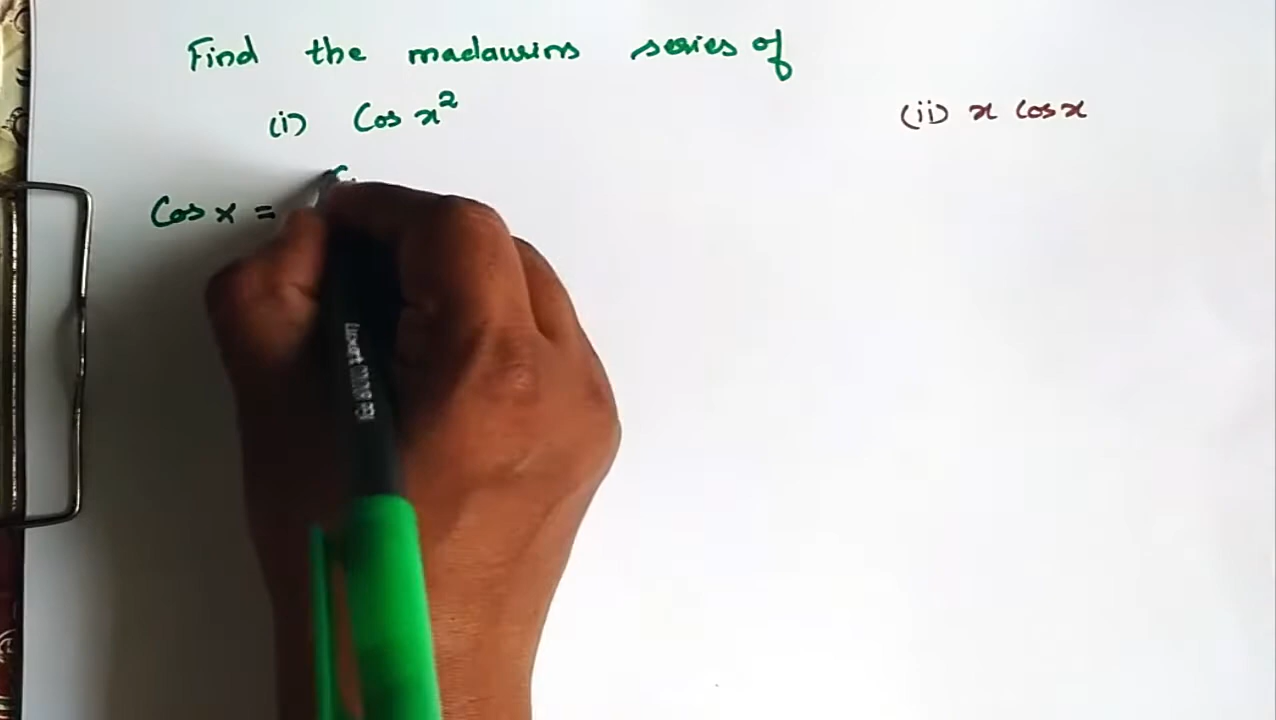 Find the maclaurins series of
(i) Cos x²
(ii) x Cos x
Cos x =